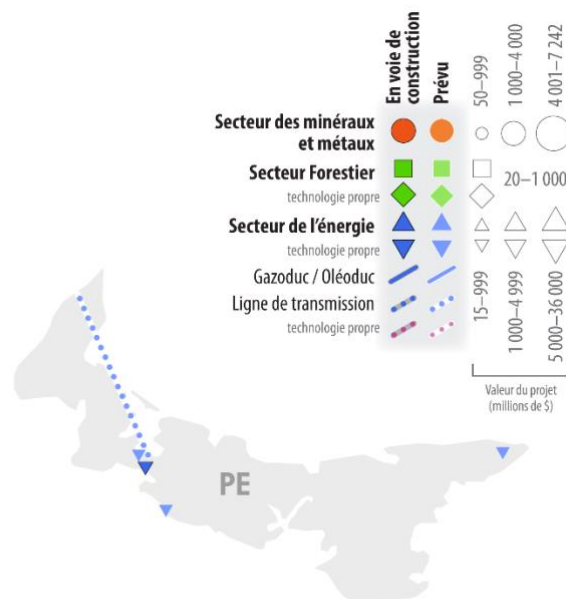 En voie de
construction
Prévu
50–999
1 000–4 000
4 001–7 242
Secteur des minéraux
et métaux
Secteur Forestier
20–1 000
technologie propre
Secteur de l'énergie
technologie propre
Gazoduc / Oléoduc
Ligne de transmission
technologie propre
15–999
1 000–4 999
5 000–36 000
Valeur du projet
(millions de $)
PE